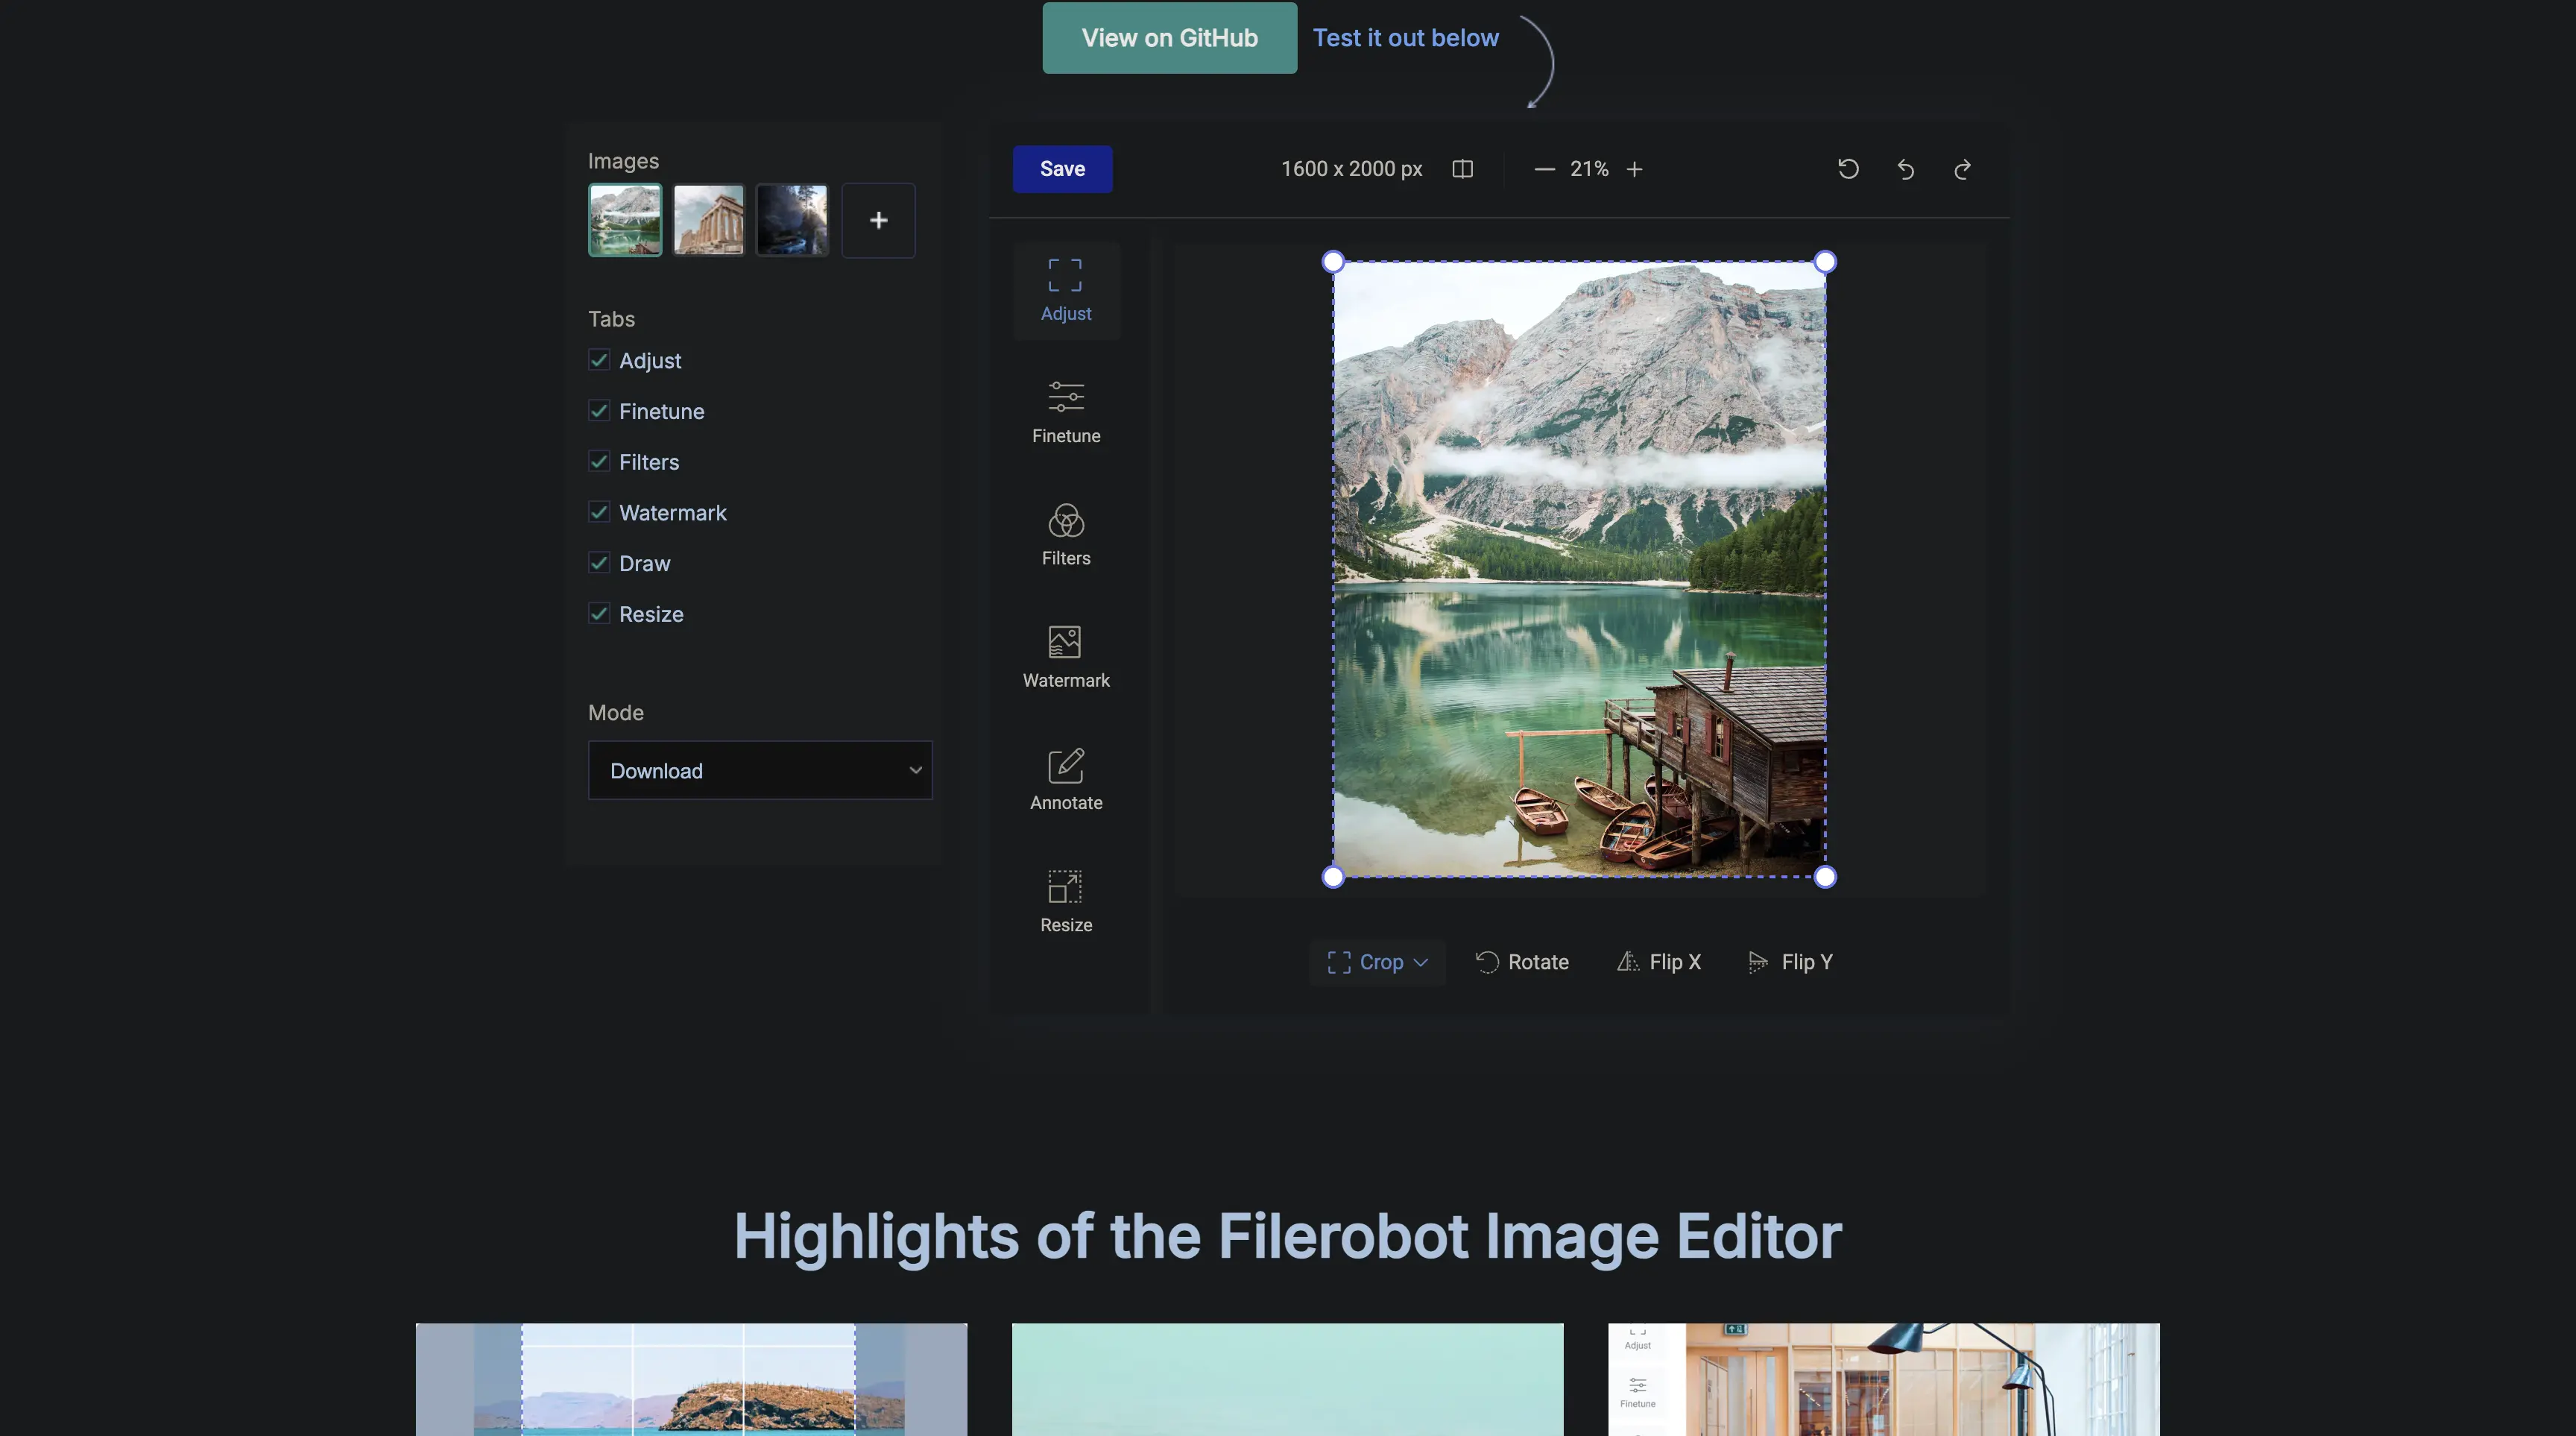 View on GitHub
Test it out below
Images
Tabs
Adjust
Finetune
Filters
Watermark
Draw
Resize
Mode
Download
Save
1600 x 2000 px
21%
Adjust
Finetune
Filters
Watermark
Annotate
Resize
Crop
Rotate
Flip X
Flip Y
Highlights of the Filerobot Image Editor
Adjust
Finetune